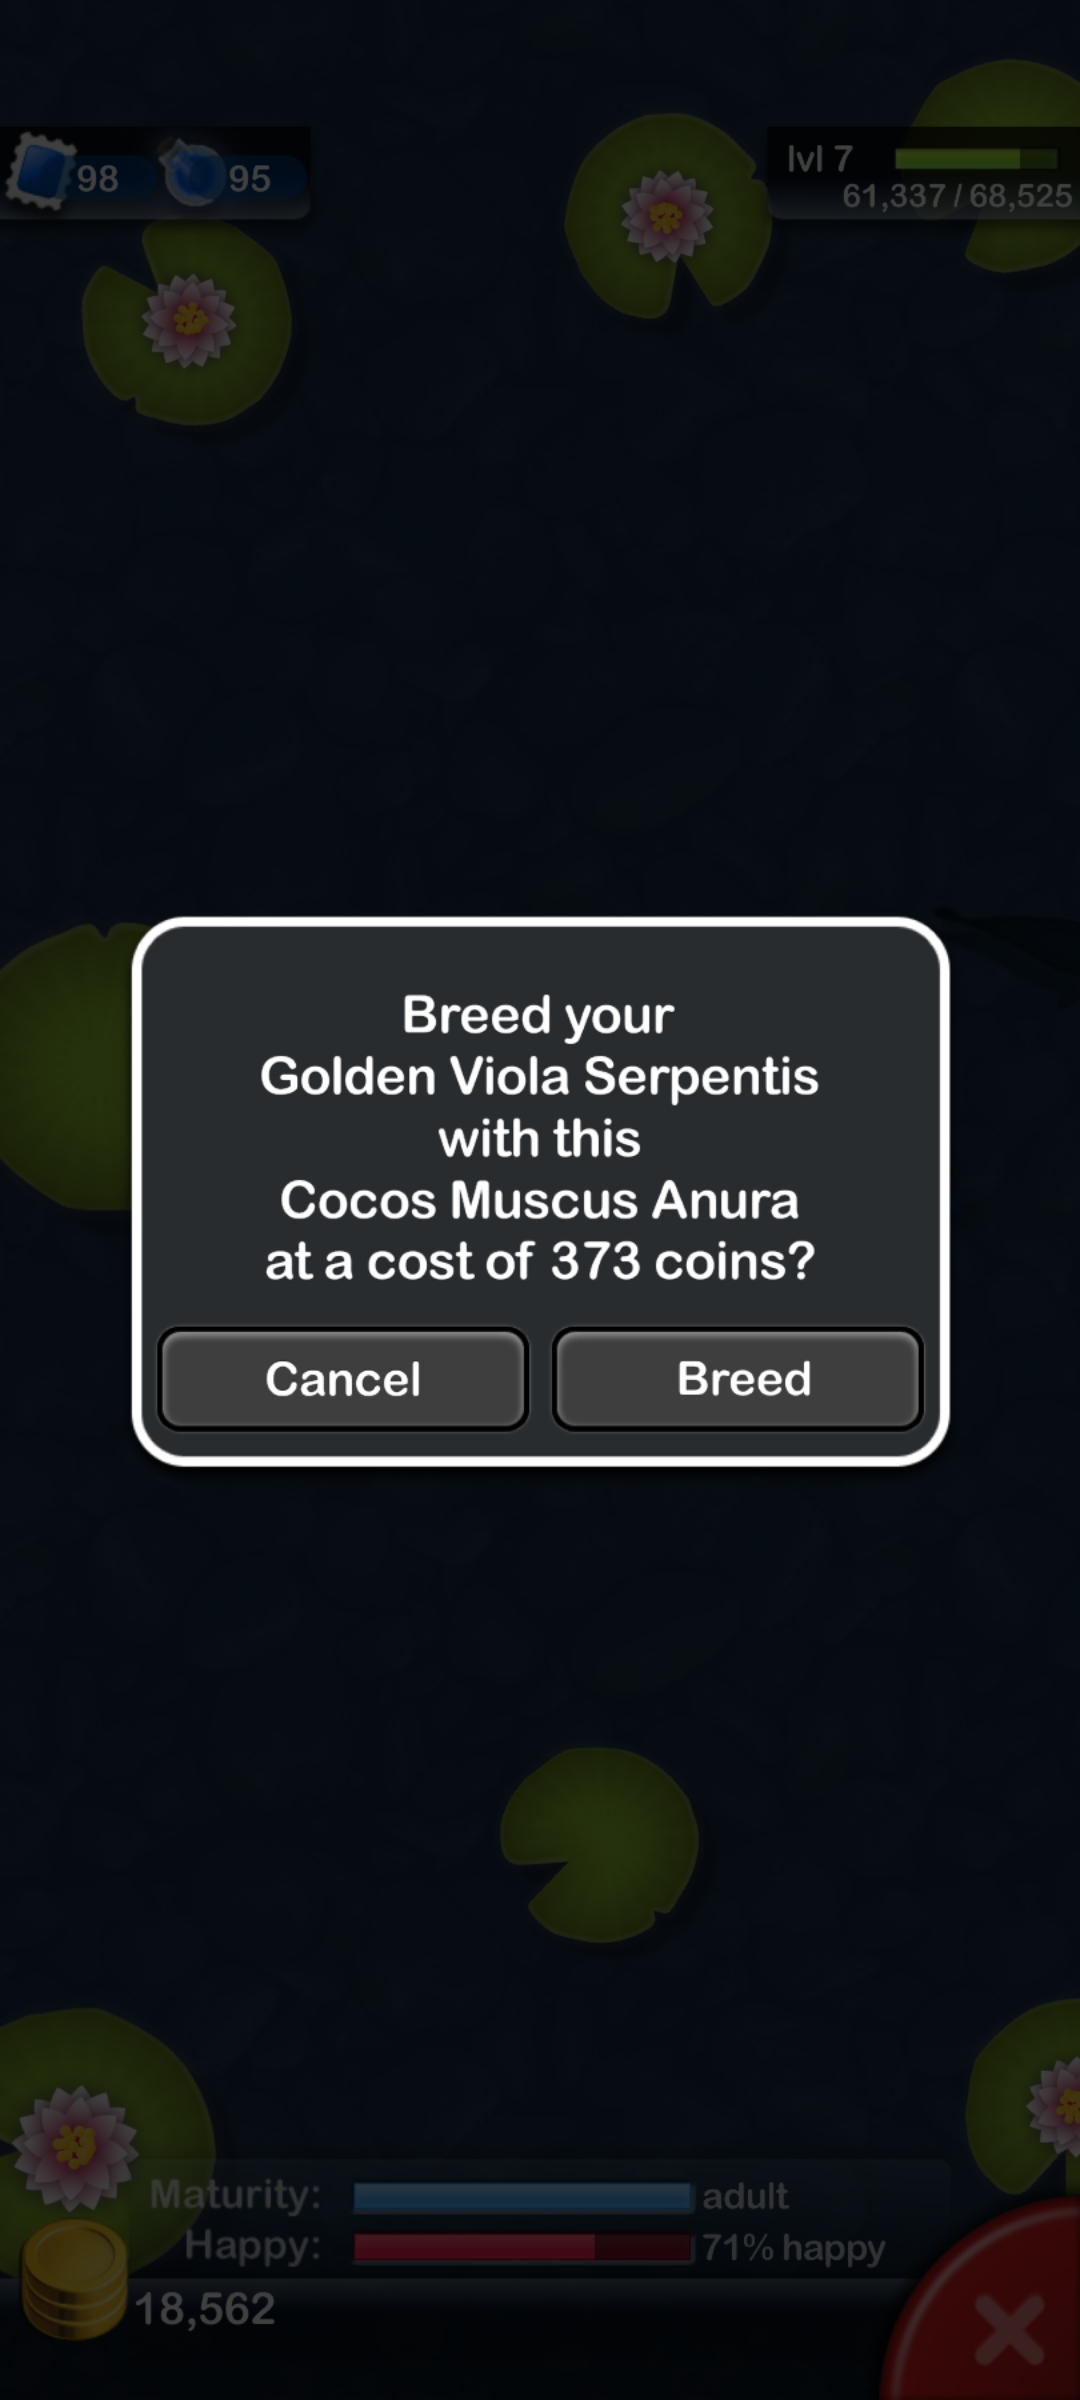 98 95
lvl 7
61,337 / 68,525
Breed your
Golden Viola Serpentis
with this
Cocos Muscus Anura
at a cost of 373 coins?
Cancel Breed
Maturity: adult
Happy: 71% happy
18,562